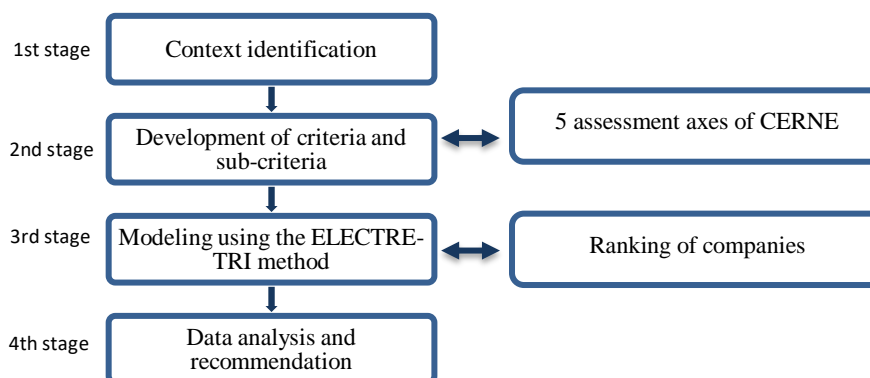 1st stage
Context identification
2nd stage
Development of criteria and
sub-criteria
5 assessment axes of CERNE
3rd stage
Modeling using the ELECTRE-
TRI method
Ranking of companies
4th stage
Data analysis and
recommendation